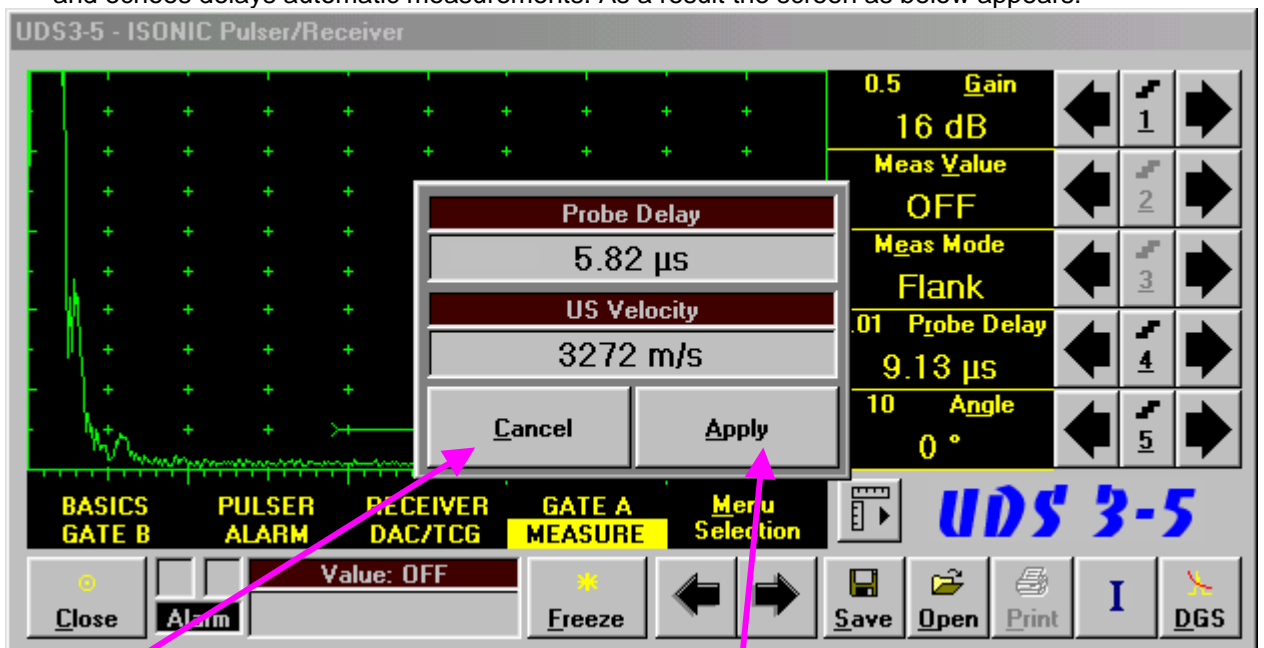 and echoes delays automatic measurements. As a result the screen as below appears:
UDS3-5 - ISONIC Pulser/Receiver
0.5 Gain
16 dB
1
Meas Value
OFF
2
Meas Mode
Flank
3
.01 Probe Delay
9.13 µs
4
10 Angle
0 °
5
Probe Delay
5.82 µs
US Velocity
3272 m/s
Cancel Apply
BASICS PULSER RECEIVER GATE A Menu
GATE B ALARM DAC/TCG MEASURE Selection
UDS 3-5
Value: OFF
Close Alarm Freeze Save Open Print I DGS